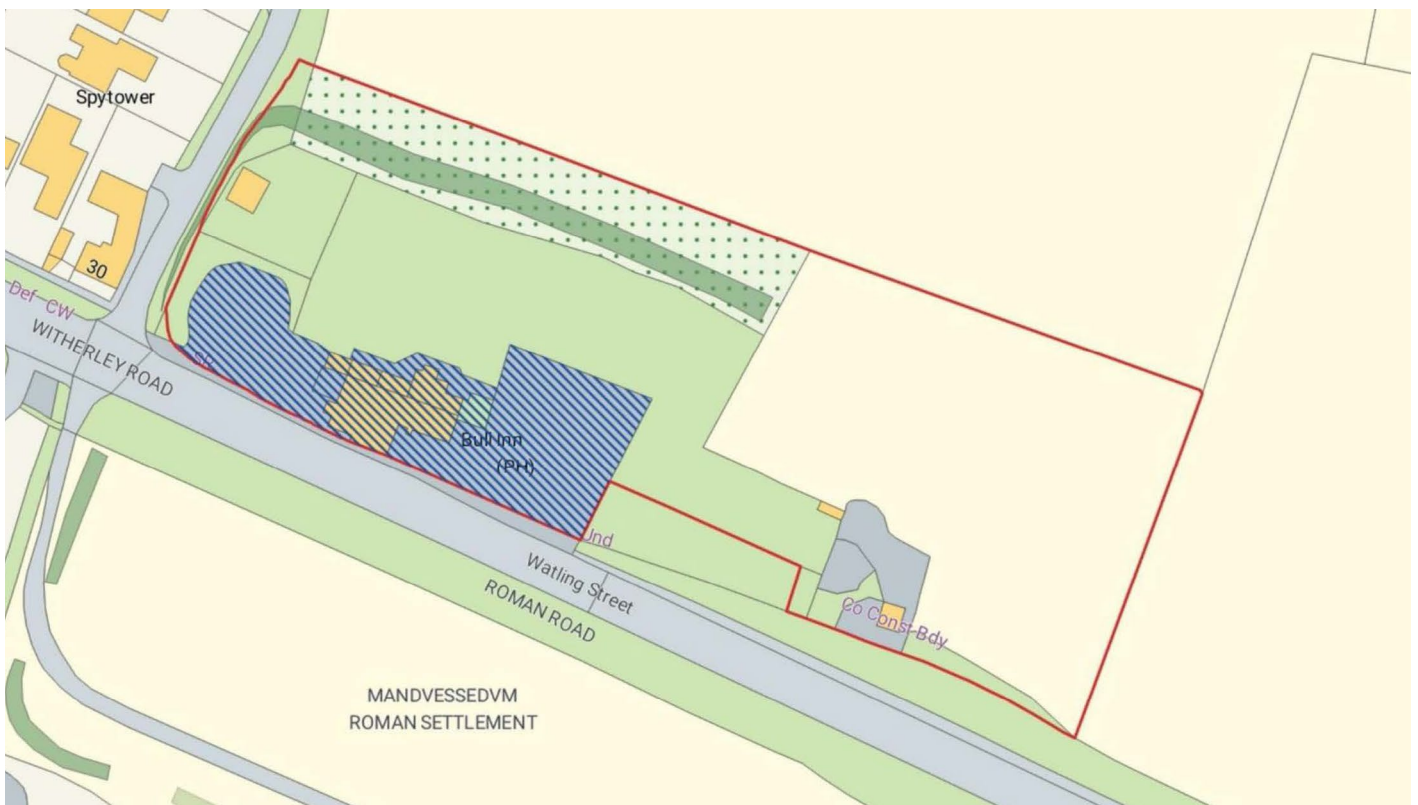 Spytower
30
Def
CW
WITHERLEY ROAD
SR
Bull Inn
(PH)
Und
Watling Street
ROMAN ROAD
Co Const Bdy
MANDVESSEDVM
ROMAN SETTLEMENT